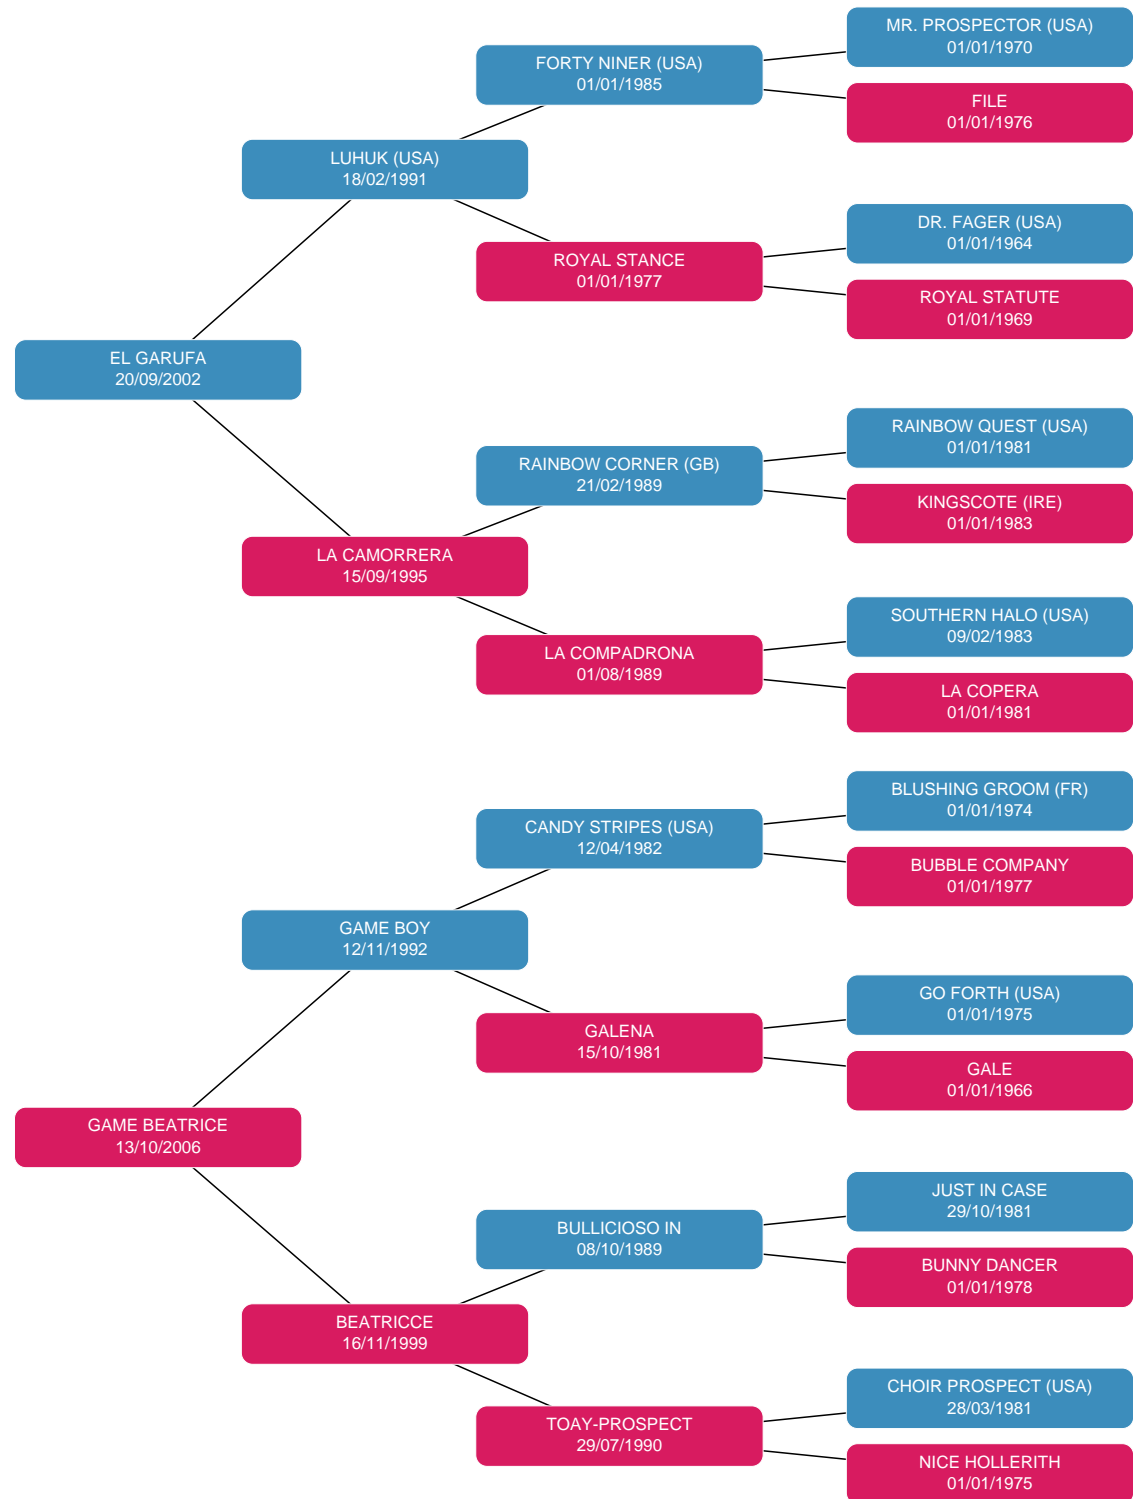 MR. PROSPECTOR (USA)
01/01/1970
FORTY NINER (USA)
01/01/1985
FILE
01/01/1976
LUHUK (USA)
18/02/1991
DR. FAGER (USA)
01/01/1964
ROYAL STANCE
01/01/1977
ROYAL STATUTE
01/01/1969
EL GARUFA
20/09/2002
RAINBOW QUEST (USA)
01/01/1981
RAINBOW CORNER (GB)
21/02/1989
KINGSCOTE (IRE)
01/01/1983
LA CAMORRERA
15/09/1995
SOUTHERN HALO (USA)
09/02/1983
LA COMPADRONA
01/08/1989
LA COPERA
01/01/1981
BLUSHING GROOM (FR)
01/01/1974
CANDY STRIPES (USA)
12/04/1982
BUBBLE COMPANY
01/01/1977
GAME BOY
12/11/1992
GO FORTH (USA)
01/01/1975
GALENA
15/10/1981
GALE
01/01/1966
GAME BEATRICE
13/10/2006
JUST IN CASE
29/10/1981
BULLICIOSO IN
08/10/1989
BUNNY DANCER
01/01/1978
BEATRICCE
16/11/1999
CHOIR PROSPECT (USA)
28/03/1981
TOAY-PROSPECT
29/07/1990
NICE HOLLERITH
01/01/1975